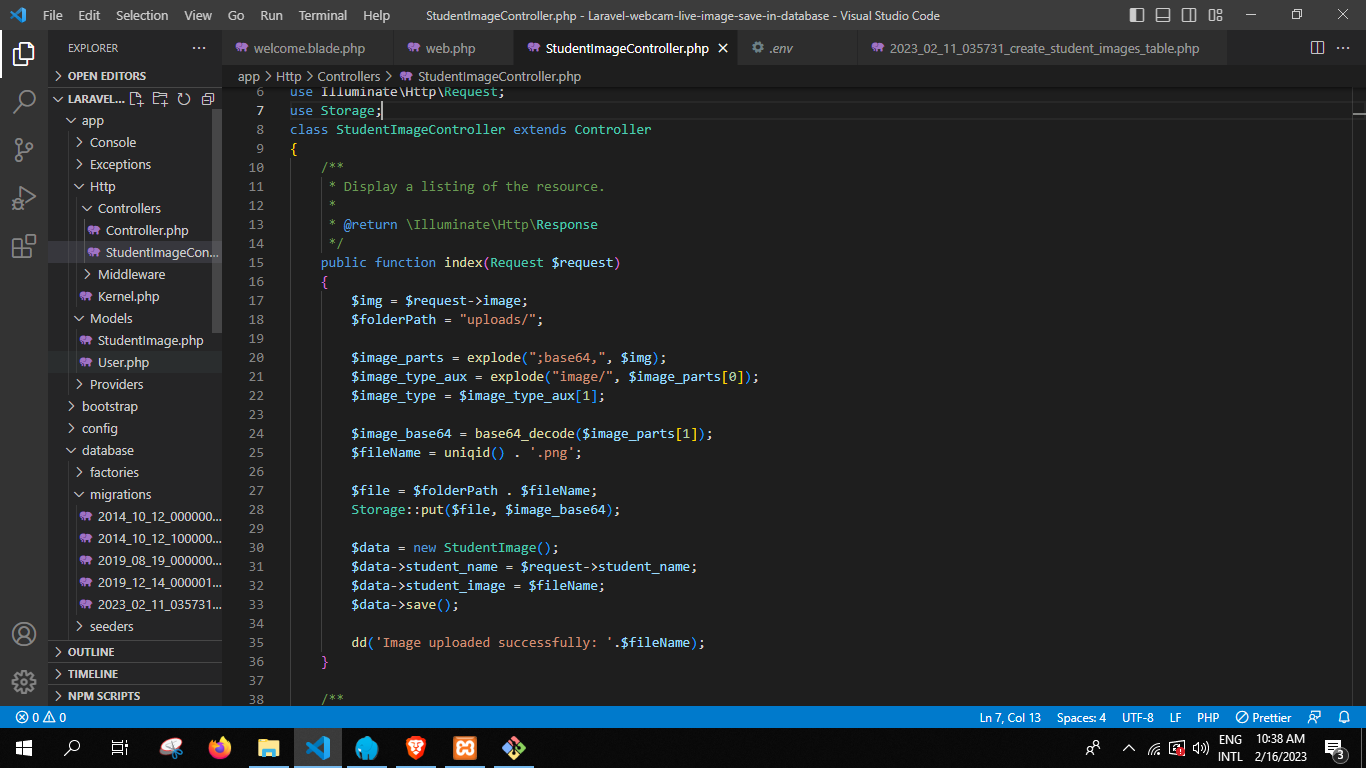 File Edit Selection View Go Run Terminal Help StudentImageController.php - Laravel-webcam-live-image-save-in-database - Visual Studio Code
EXPLORER ...
OPEN EDITORS
LARAVEL...
app
Console
Exceptions
Http
Controllers
Controller.php
StudentImageCon...
Middleware
Kernel.php
Models
StudentImage.php
User.php
Providers
bootstrap
config
database
factories
migrations
2014_10_12_000000...
2014_10_12_100000...
2019_08_19_000000...
2019_12_14_000001...
2023_02_11_035731...
seeders
OUTLINE
TIMELINE
NPM SCRIPTS
welcome.blade.php web.php StudentImageController.php .env 2023_02_11_035731_create_student_images_table.php
app > Http > Controllers > StudentImageController.php
6 use Illuminate\Http\Request;
7 use Storage;
8 class StudentImageController extends Controller
9 {
10 /**
11 * Display a listing of the resource.
12 *
13 * @return \Illuminate\Http\Response
14 */
15 public function index(Request $request)
16 {
17 $img = $request->image;
18 $folderPath = "uploads/";
19
20 $image_parts = explode(";base64,", $img);
21 $image_type_aux = explode("image/", $image_parts[0]);
22 $image_type = $image_type_aux[1];
23
24 $image_base64 = base64_decode($image_parts[1]);
25 $fileName = uniqid() . '.png';
26
27 $file = $folderPath . $fileName;
28 Storage::put($file, $image_base64);
29
30 $data = new StudentImage();
31 $data->student_name = $request->student_name;
32 $data->student_image = $fileName;
33 $data->save();
34
35 dd('Image uploaded successfully: '.$fileName);
36 }
37
38 /**
0 0 Ln 7, Col 13 Spaces: 4 UTF-8 LF PHP Prettier
ENG 10:38 AM
INTL 2/16/2023 3